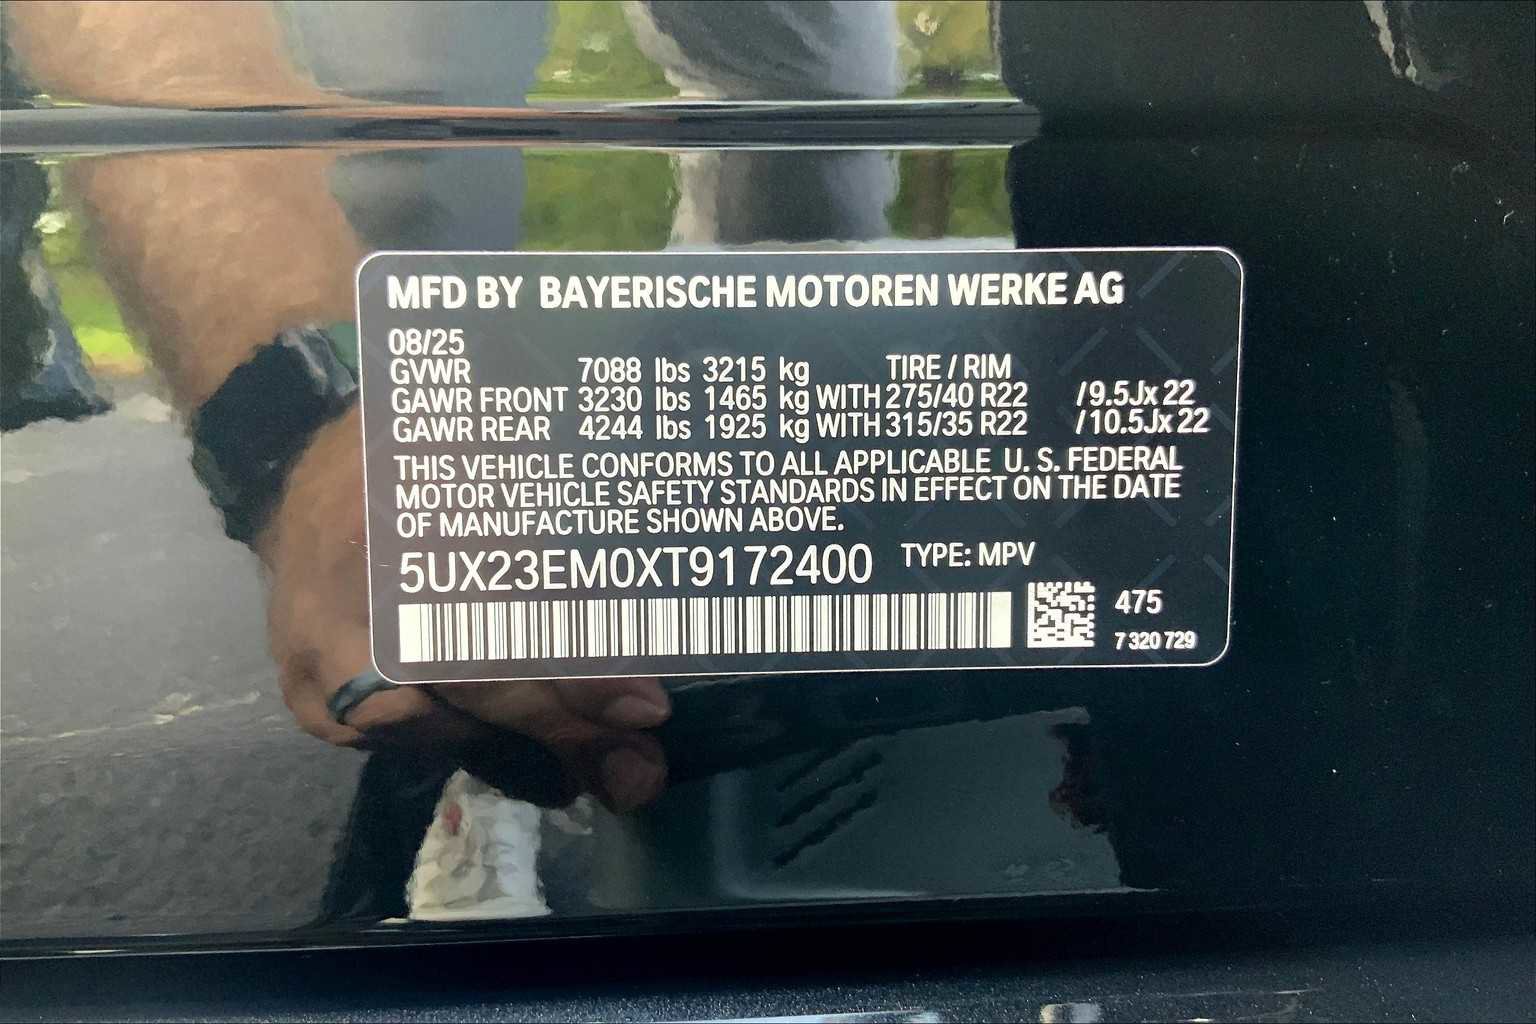 MFD BY BAYERISCHE MOTOREN WERKE AG
08/25
GVWR 7088 lbs 3215 kg TIRE / RIM
GAWR FRONT 3230 lbs 1465 kg WITH 275/40 R22 /9.5Jx 22
GAWR REAR 4244 lbs 1925 kg WITH 315/35 R22 /10.5Jx 22
THIS VEHICLE CONFORMS TO ALL APPLICABLE U. S. FEDERAL
MOTOR VEHICLE SAFETY STANDARDS IN EFFECT ON THE DATE
OF MANUFACTURE SHOWN ABOVE.
5UX23EM0XT9172400 TYPE: MPV
475
7 320 729